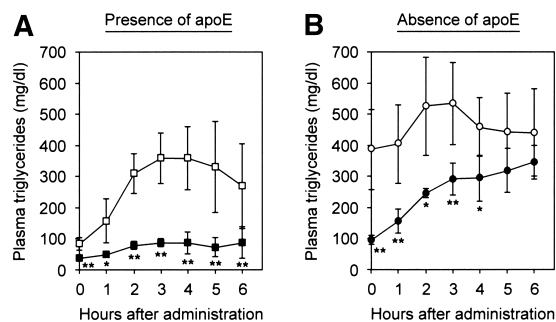 A
Presence of apoE
Plasma triglycerides (mg/dl)
700
600
500
400
300
200
100
0
** * ** ** ** ** **
0 1 2 3 4 5 6
Hours after administration
B
Absence of apoE
Plasma triglycerides (mg/dl)
700
600
500
400
300
200
100
0
** ** * ** *
0 1 2 3 4 5 6
Hours after administration